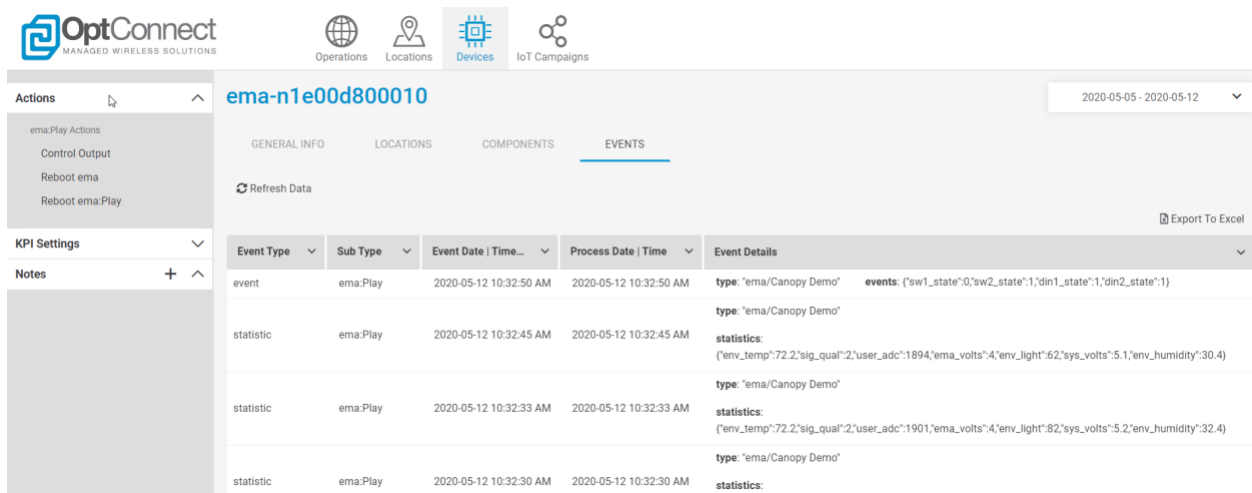 OptConnect
MANAGED WIRELESS SOLUTIONS
Operations
Locations
Devices
IoT Campaigns
Actions
ema:Play Actions
Control Output
Reboot ema
Reboot ema:Play
KPI Settings
Notes
ema-n1e00d800010
2020-05-05 - 2020-05-12
GENERAL INFO LOCATIONS COMPONENTS EVENTS
Refresh Data
Export To Excel
Event Type Sub Type Event Date | Time... Process Date | Time Event Details
event ema:Play 2020-05-12 10:32:50 AM 2020-05-12 10:32:50 AM type: "ema/Canopy Demo" events: {"sw1_state":0,"sw2_state":1,"din1_state":1,"din2_state":1}
type: "ema/Canopy Demo"
statistic ema:Play 2020-05-12 10:32:45 AM 2020-05-12 10:32:45 AM statistics:
{"env_temp":72.2,"sig_qual":2,"user_adc":1894,"ema_volts":4,"env_light":62,"sys_volts":5.1,"env_humidity":30.4}
type: "ema/Canopy Demo"
statistic ema:Play 2020-05-12 10:32:33 AM 2020-05-12 10:32:33 AM statistics:
{"env_temp":72.2,"sig_qual":2,"user_adc":1901,"ema_volts":4,"env_light":82,"sys_volts":5.2,"env_humidity":32.4}
type: "ema/Canopy Demo"
statistic ema:Play 2020-05-12 10:32:30 AM 2020-05-12 10:32:30 AM statistics: